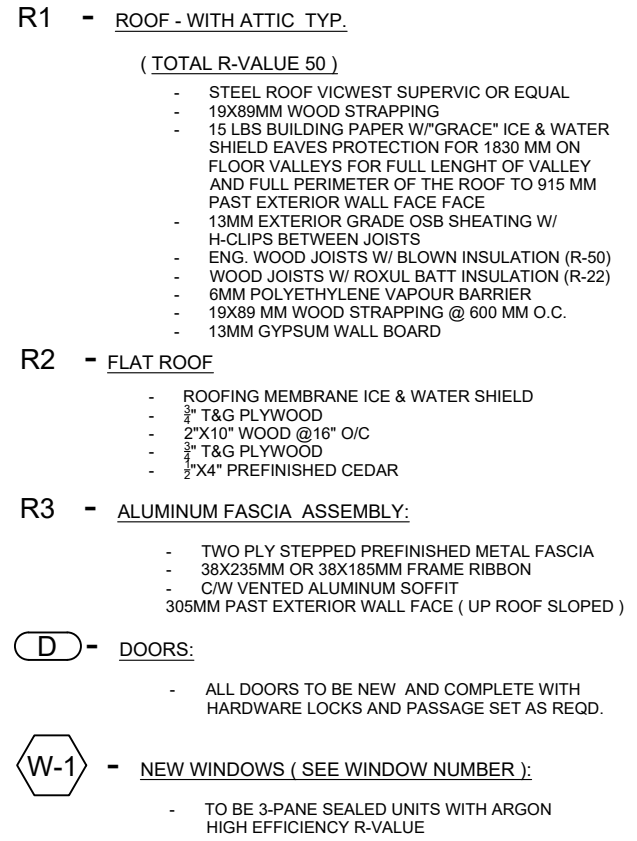 R1 - ROOF - WITH ATTIC TYP.
( TOTAL R-VALUE 50 )
- STEEL ROOF VICWEST SUPERVIC OR EQUAL
- 19X89MM WOOD STRAPPING
- 15 LBS BUILDING PAPER W/"GRACE" ICE & WATER
SHIELD EAVES PROTECTION FOR 1830 MM ON
FLOOR VALLEYS FOR FULL LENGHT OF VALLEY
AND FULL PERIMETER OF THE ROOF TO 915 MM
PAST EXTERIOR WALL FACE FACE
- 13MM EXTERIOR GRADE OSB SHEATING W/
H-CLIPS BETWEEN JOISTS
- ENG. WOOD JOISTS W/ BLOWN INSULATION (R-50)
- WOOD JOISTS W/ ROXUL BATT INSULATION (R-22)
- 6MM POLYETHYLENE VAPOUR BARRIER
- 19X89 MM WOOD STRAPPING @ 600 MM O.C.
- 13MM GYPSUM WALL BOARD
R2 - FLAT ROOF
- ROOFING MEMBRANE ICE & WATER SHIELD
- 3/4" T&G PLYWOOD
- 2"X10" WOOD @16" O/C
- 3/4" T&G PLYWOOD
- 1/2"X4" PREFINISHED CEDAR
R3 - ALUMINUM FASCIA ASSEMBLY:
- TWO PLY STEPPED PREFINISHED METAL FASCIA
- 38X235MM OR 38X185MM FRAME RIBBON
- C/W VENTED ALUMINUM SOFFIT
305MM PAST EXTERIOR WALL FACE ( UP ROOF SLOPED )
D - DOORS:
- ALL DOORS TO BE NEW AND COMPLETE WITH
HARDWARE LOCKS AND PASSAGE SET AS REQD.
W-1 - NEW WINDOWS ( SEE WINDOW NUMBER ):
- TO BE 3-PANE SEALED UNITS WITH ARGON
HIGH EFFICIENCY R-VALUE